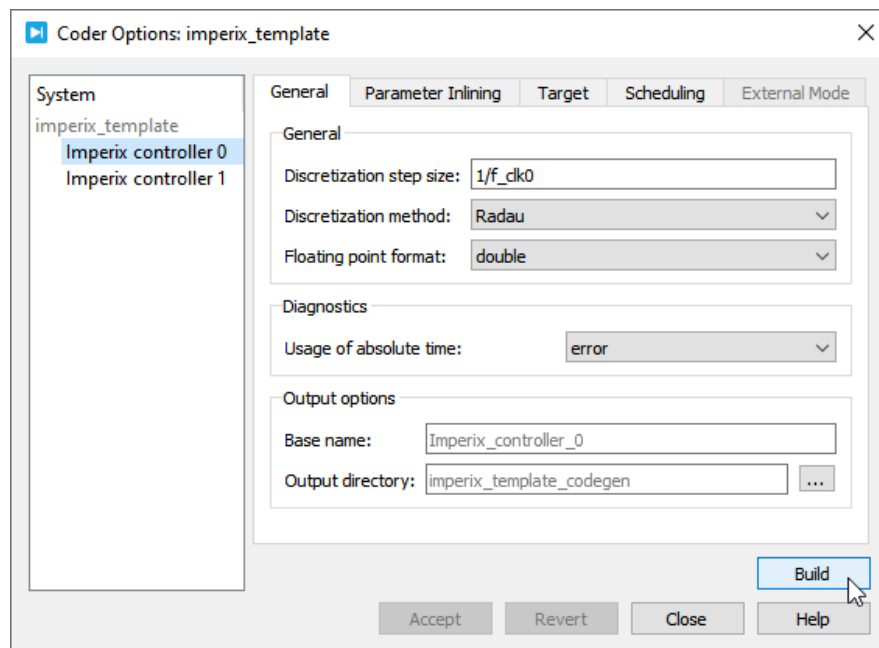 Coder Options: imperix_template
System
imperix_template
Imperix controller 0
Imperix controller 1
General Parameter Inlining Target Scheduling External Mode
General
Discretization step size: 1/f_clk0
Discretization method: Radau
Floating point format: double
Diagnostics
Usage of absolute time: error
Output options
Base name: Imperix_controller_0
Output directory: imperix_template_codegen ...
Build
Accept Revert Close Help